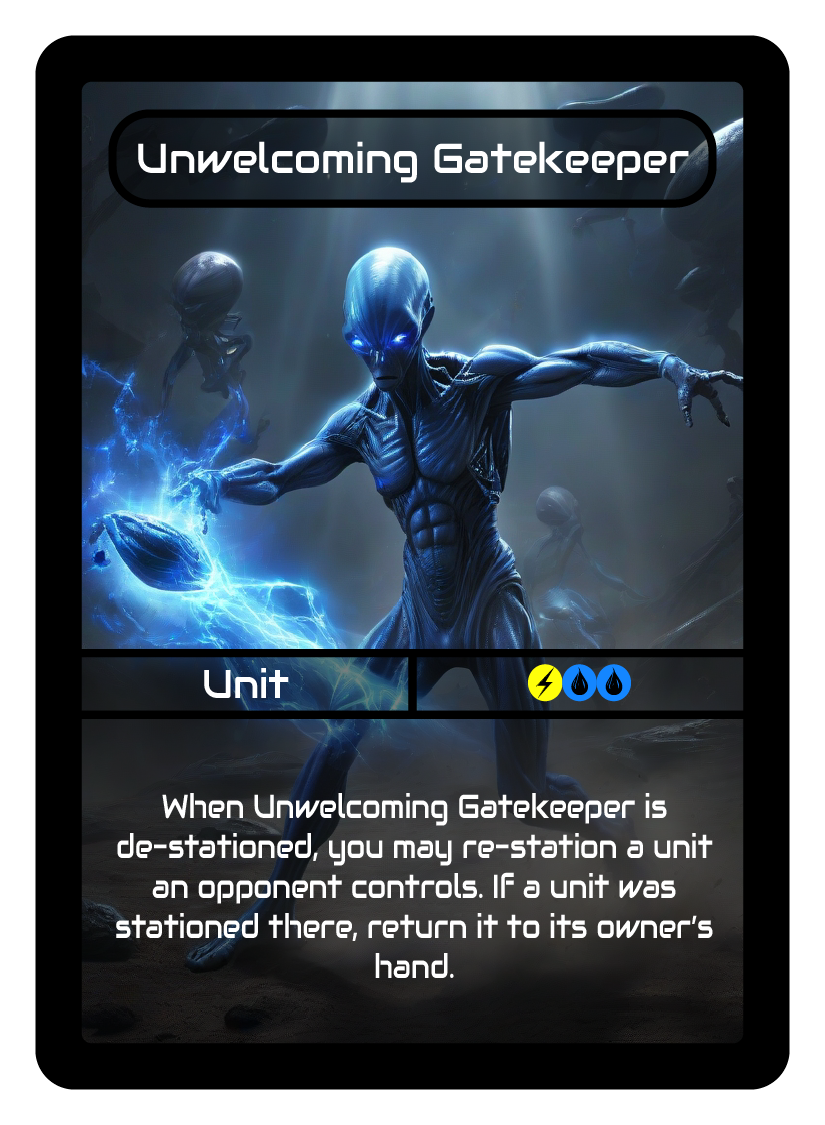 Unwelcoming Gatekeeper
Unit
When Unwelcoming Gatekeeper is
de-stationed, you may re-station a unit
an opponent controls. If a unit was
stationed there, return it to its owner's
hand.